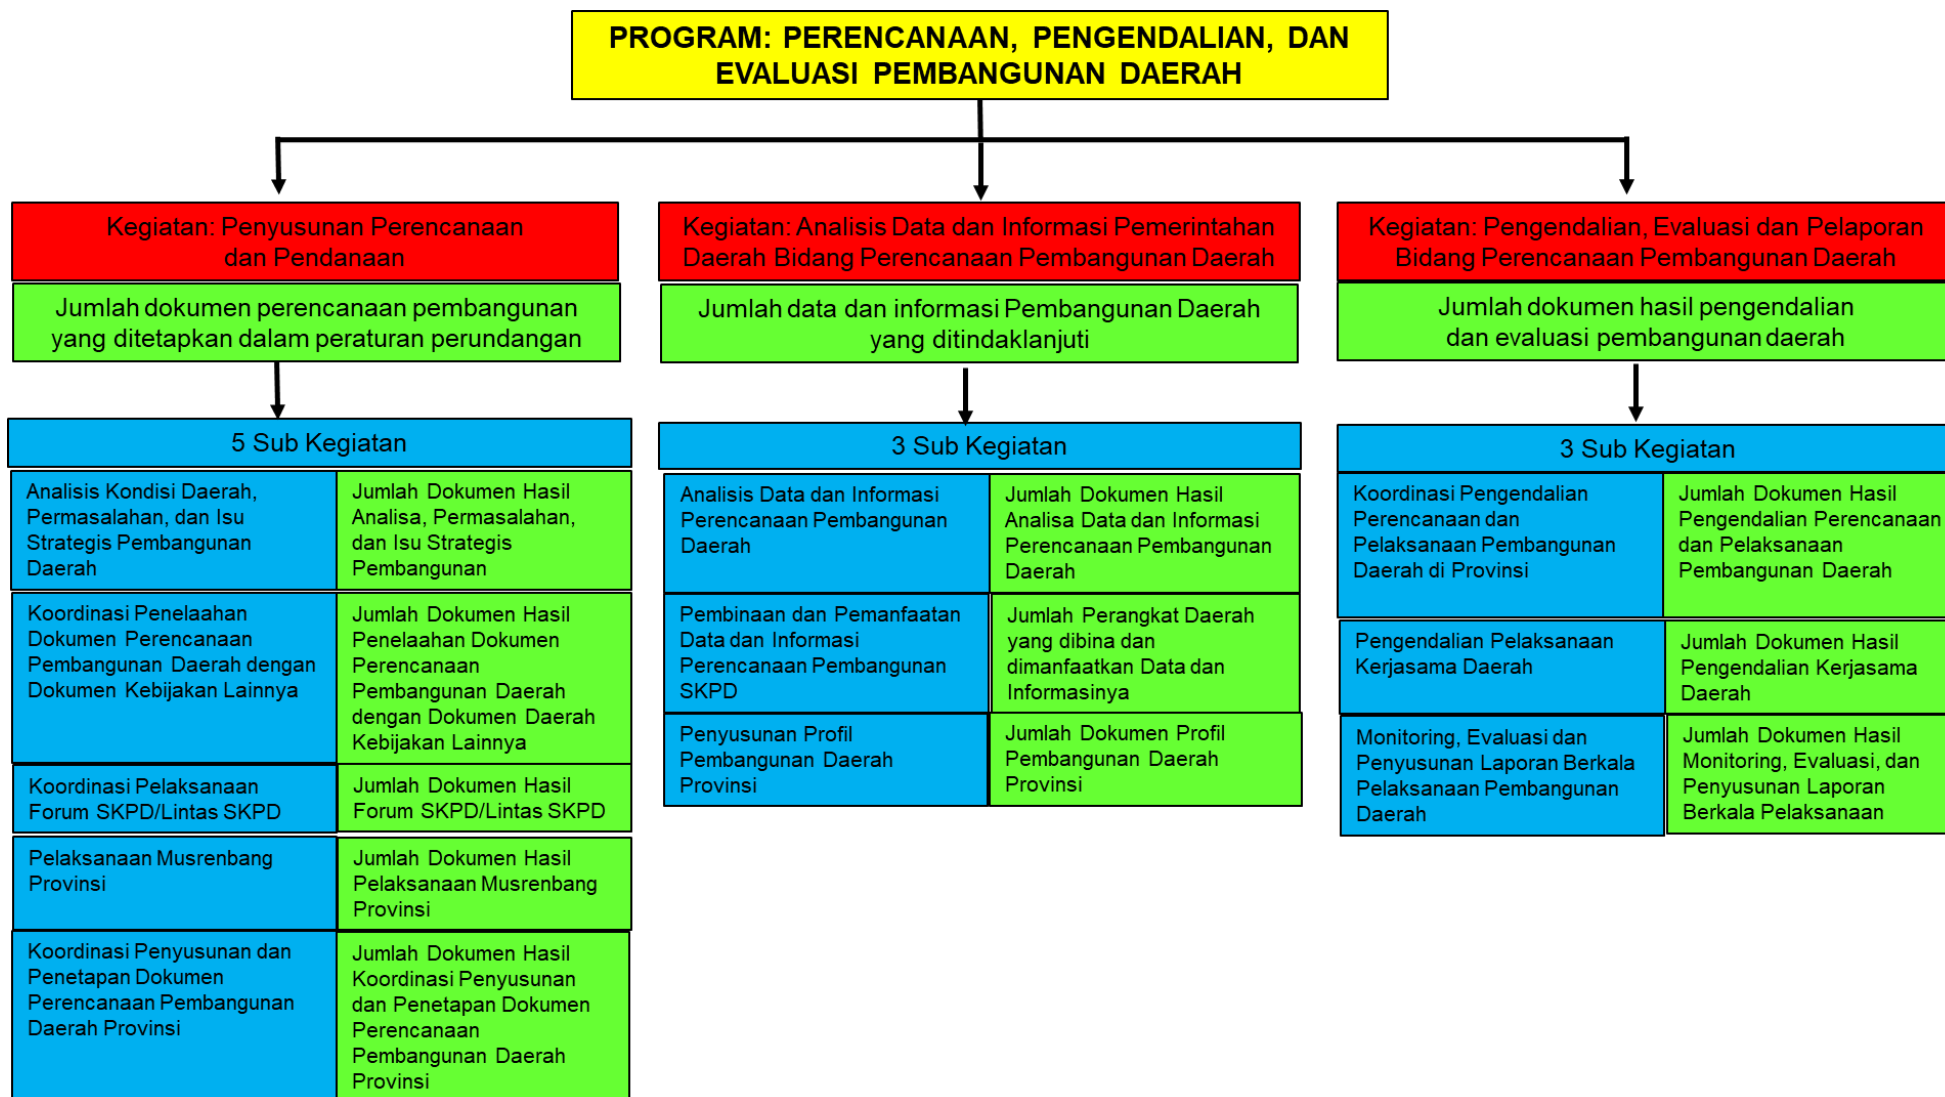 PROGRAM: PERENCANAAN, PENGENDALIAN, DAN
EVALUASI PEMBANGUNAN DAERAH
Kegiatan: Penyusunan Perencanaan
dan Pendanaan
Jumlah dokumen perencanaan pembangunan
yang ditetapkan dalam peraturan perundangan
5 Sub Kegiatan
Analisis Kondisi Daerah,
Permasalahan, dan Isu
Strategis Pembangunan
Daerah
Jumlah Dokumen Hasil
Analisa, Permasalahan,
dan Isu Strategis
Pembangunan
Koordinasi Penelaahan
Dokumen Perencanaan
Pembangunan Daerah dengan
Dokumen Kebijakan Lainnya
Jumlah Dokumen Hasil
Penelaahan Dokumen
Perencanaan
Pembangunan Daerah
dengan Dokumen Daerah
Kebijakan Lainnya
Koordinasi Pelaksanaan
Forum SKPD/Lintas SKPD
Jumlah Dokumen Hasil
Forum SKPD/Lintas SKPD
Pelaksanaan Musrenbang
Provinsi
Jumlah Dokumen Hasil
Pelaksanaan Musrenbang
Provinsi
Koordinasi Penyusunan dan
Penetapan Dokumen
Perencanaan Pembangunan
Daerah Provinsi
Jumlah Dokumen Hasil
Koordinasi Penyusunan
dan Penetapan Dokumen
Perencanaan
Pembangunan Daerah
Provinsi
Kegiatan: Analisis Data dan Informasi Pemerintahan
Daerah Bidang Perencanaan Pembangunan Daerah
Jumlah data dan informasi Pembangunan Daerah
yang ditindaklanjuti
3 Sub Kegiatan
Analisis Data dan Informasi
Perencanaan Pembangunan
Daerah
Jumlah Dokumen Hasil
Analisa Data dan Informasi
Perencanaan Pembangunan
Daerah
Pembinaan dan Pemanfaatan
Data dan Informasi
Perencanaan Pembangunan
SKPD
Jumlah Perangkat Daerah
yang dibina dan
dimanfaatkan Data dan
Informasinya
Penyusunan Profil
Pembangunan Daerah
Provinsi
Jumlah Dokumen Profil
Pembangunan Daerah
Provinsi
Kegiatan: Pengendalian, Evaluasi dan Pelaporan
Bidang Perencanaan Pembangunan Daerah
Jumlah dokumen hasil pengendalian
dan evaluasi pembangunan daerah
3 Sub Kegiatan
Koordinasi Pengendalian
Perencanaan dan
Pelaksanaan Pembangunan
Daerah di Provinsi
Jumlah Dokumen Hasil
Pengendalian Perencanaan
dan Pelaksanaan
Pembangunan Daerah
Pengendalian Pelaksanaan
Kerjasama Daerah
Jumlah Dokumen Hasil
Pengendalian Kerjasama
Daerah
Monitoring, Evaluasi dan
Penyusunan Laporan Berkala
Pelaksanaan Pembangunan
Daerah
Jumlah Dokumen Hasil
Monitoring, Evaluasi, dan
Penyusunan Laporan
Berkala Pelaksanaan